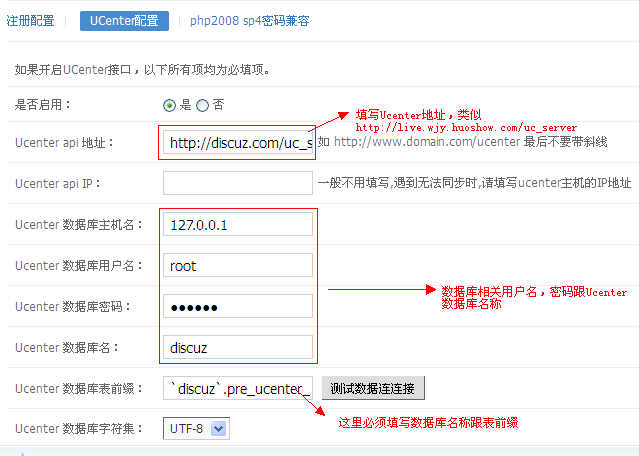 注册配置 UCenter配置 php2008 sp4密码兼容
如果开启UCenter接口，以下所有项均为必填项。
是否启用： 是 否
填写Ucenter地址，类似
http://live.wjy.huoshow.com/uc_server
Ucenter api 地址： http://discuz.com/uc_s 如 http://www.domain.com/ucenter 最后不要带斜线
Ucenter api IP： 一般不用填写,遇到无法同步时,请填写ucenter主机的IP地址
Ucenter 数据库主机名： 127.0.0.1
Ucenter 数据库用户名： root
数据库相关用户名，密码跟Ucenter
数据库名称
Ucenter 数据库密码： ●●●●●●
Ucenter 数据库名： discuz
Ucenter 数据库表前缀： `discuz`.pre_ucenter_ 测试数据连连接
这里必须填写数据库名称跟表前缀
Ucenter 数据库字符集： UTF-8